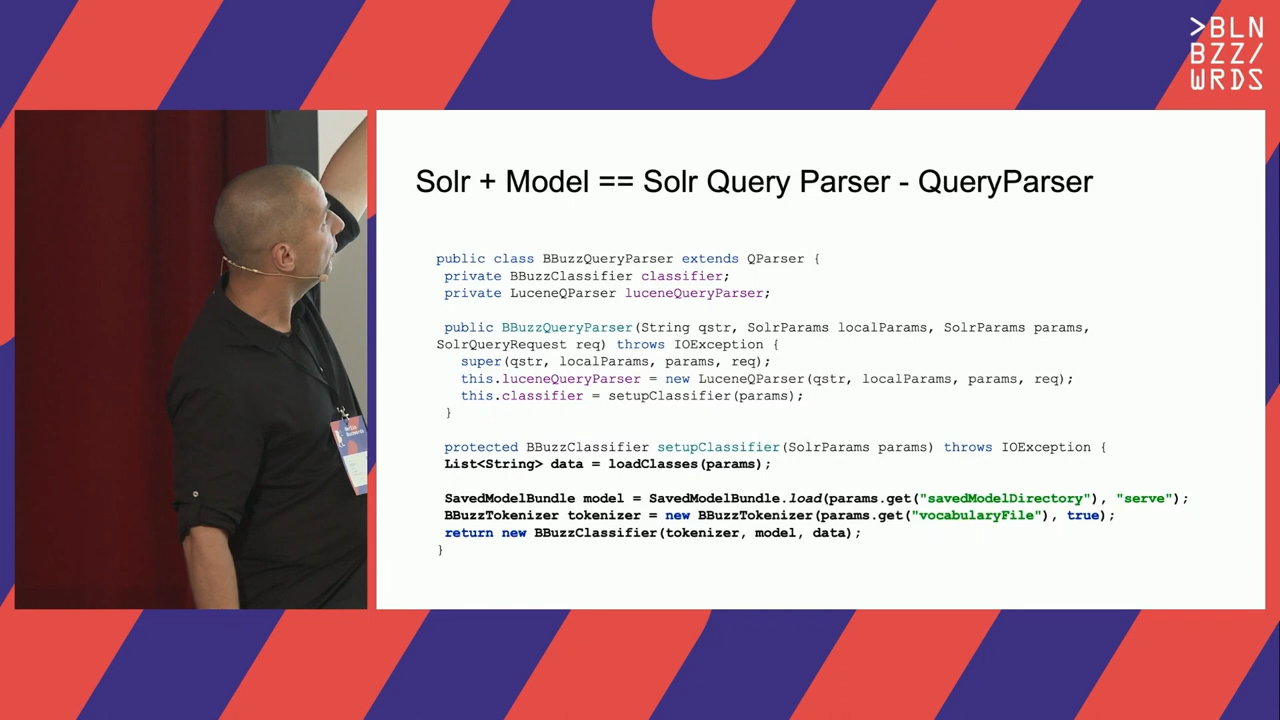 >BLN
BZZ/
WRDS
Solr + Model == Solr Query Parser - QueryParser
public class BBuzzQueryParser extends QParser {
private BBuzzClassifier classifier;
private LuceneQParser luceneQueryParser;
public BBuzzQueryParser(String qstr, SolrParams localParams, SolrParams params,
SolrQueryRequest req) throws IOException {
super(qstr, localParams, params, req);
this.luceneQueryParser = new LuceneQParser(qstr, localParams, params, req);
this.classifier = setupClassifier(params);
}
protected BBuzzClassifier setupClassifier(SolrParams params) throws IOException {
List<String> data = loadClasses(params);
SavedModelBundle model = SavedModelBundle.load(params.get("savedModelDirectory"), "serve");
BBuzzTokenizer tokenizer = new BBuzzTokenizer(params.get("vocabularyFile"), true);
return new BBuzzClassifier(tokenizer, model, data);
}